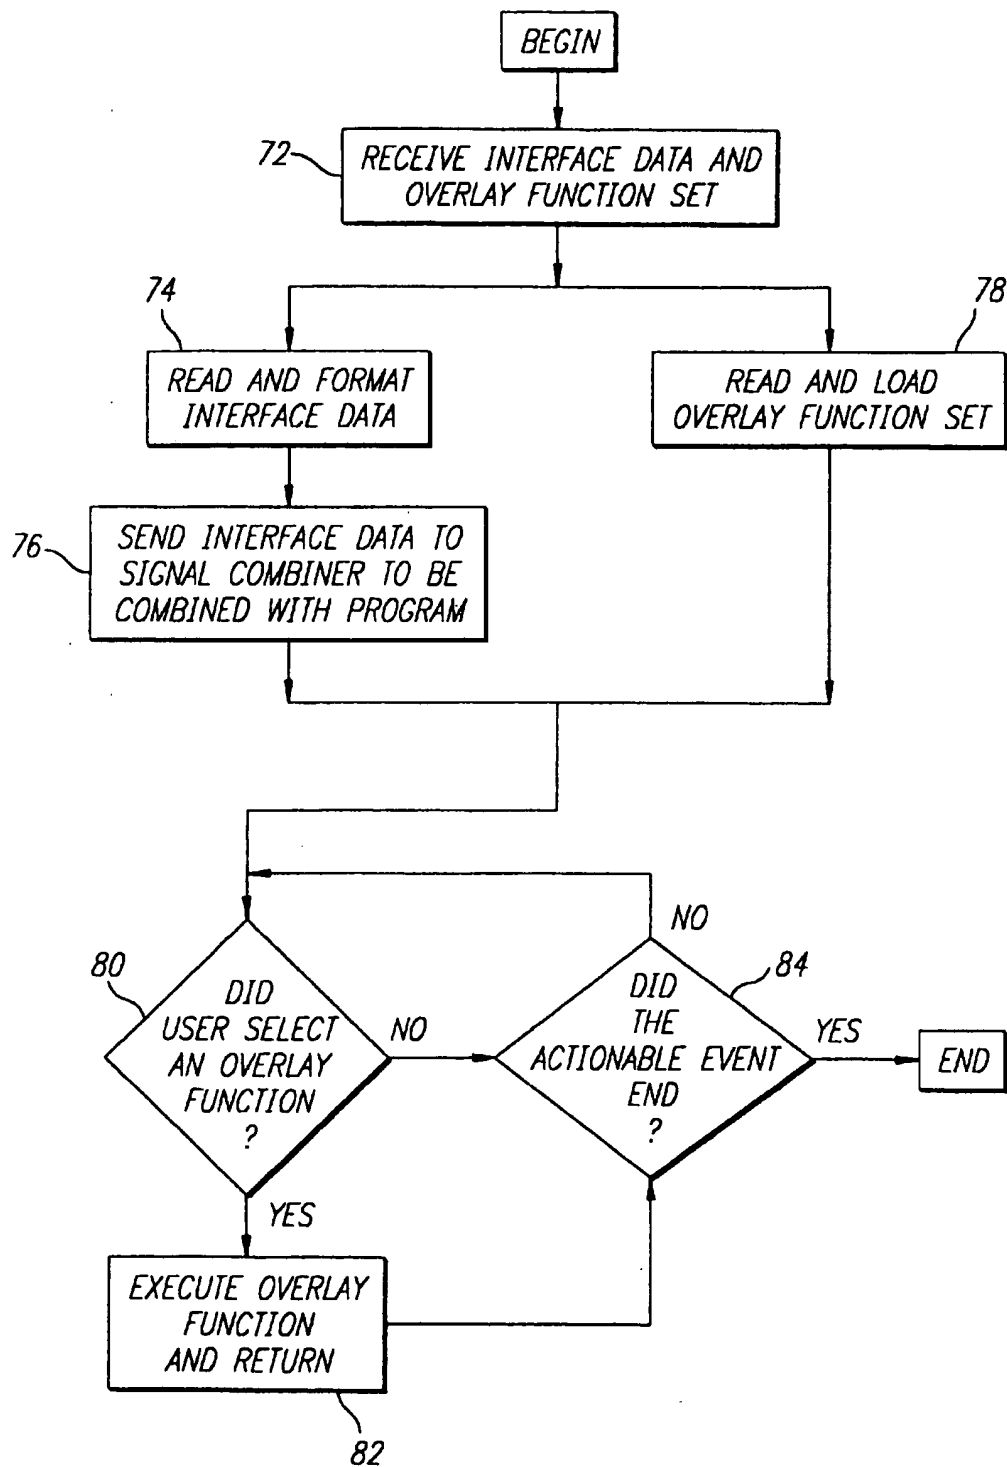 BEGIN
72
RECEIVE INTERFACE DATA AND
OVERLAY FUNCTION SET
74
READ AND FORMAT
INTERFACE DATA
78
READ AND LOAD
OVERLAY FUNCTION SET
76
SEND INTERFACE DATA TO
SIGNAL COMBINER TO BE
COMBINED WITH PROGRAM
80
DID
USER SELECT
AN OVERLAY
FUNCTION
?
NO
YES
84
DID
THE
ACTIONABLE EVENT
END
?
NO
YES
END
EXECUTE OVERLAY
FUNCTION
AND RETURN
82